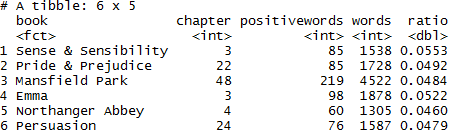 # A tibble: 6 x 5
book chapter positivewords words ratio
<fct> <int> <int> <int> <dbl>
1 Sense & Sensibility 3 85 1538 0.0553
2 Pride & Prejudice 22 85 1728 0.0492
3 Mansfield Park 48 219 4522 0.0484
4 Emma 3 98 1878 0.0522
5 Northanger Abbey 4 60 1305 0.0460
6 Persuasion 24 76 1587 0.0479